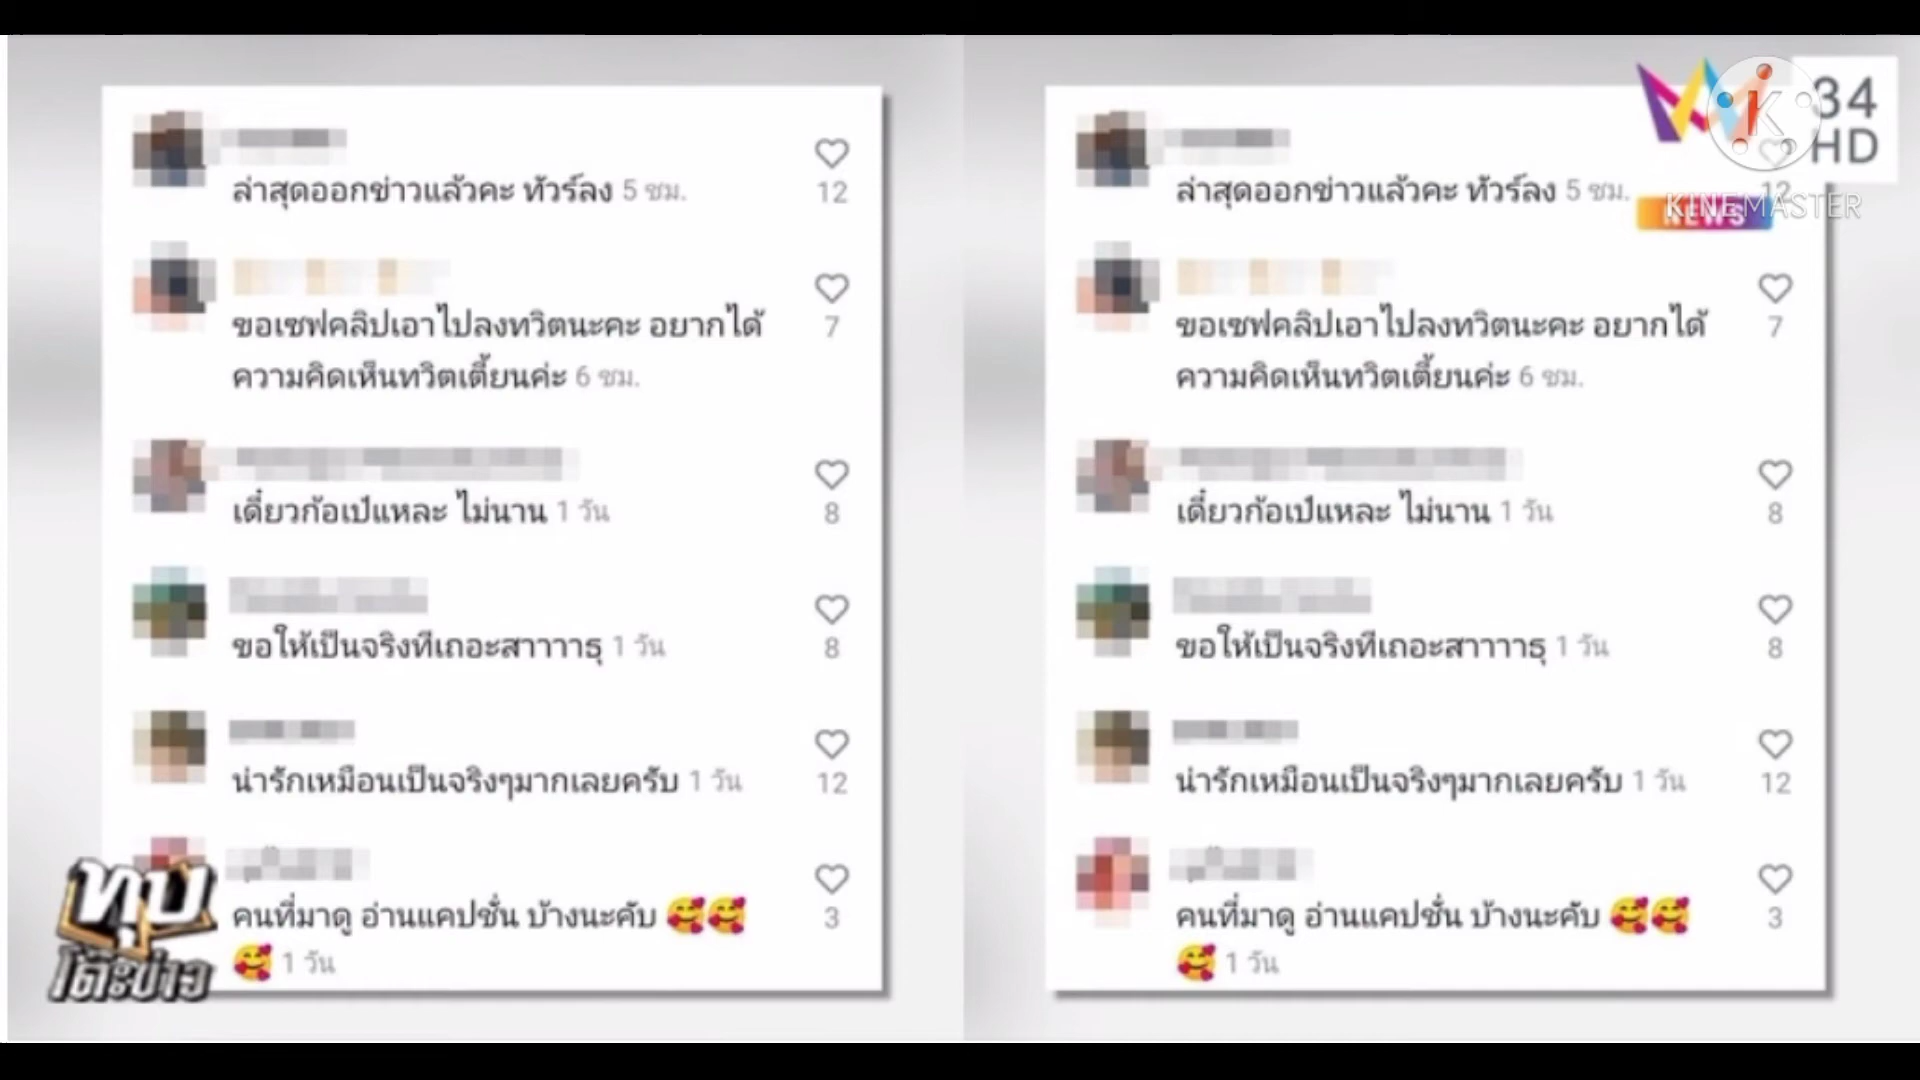 ล่าสุดออกข่าวแล้วคะ ทัวร์ลง 5 ชม.
12
ขอเซฟคลิปเอาไปลงทวิตนะคะ อยากได้
7
ความคิดเห็นทวิตเตี้ยนค่ะ 6 ชม.
เดี๋ยวก้อเป๋แหละ ไม่นาน 1 วัน
8
ขอให้เป็นจริงทีเถอะสาาาาธุ 1 วัน
8
น่ารักเหมือนเป็นจริงๆมากเลยครับ 1 วัน
12
คนที่มาดู อ่านแคปชั่น บ้างนะคับ 🥰🥰
3
🥰 1 วัน
ทุบ
โต๊ะข่าว
34
HD
ล่าสุดออกข่าวแล้วคะ ทัวร์ลง 5 ชม.
12
KINEMASTER
NEWS
ขอเซฟคลิปเอาไปลงทวิตนะคะ อยากได้
7
ความคิดเห็นทวิตเตี้ยนค่ะ 6 ชม.
เดี๋ยวก้อเป๋แหละ ไม่นาน 1 วัน
8
ขอให้เป็นจริงทีเถอะสาาาาธุ 1 วัน
8
น่ารักเหมือนเป็นจริงๆมากเลยครับ 1 วัน
12
คนที่มาดู อ่านแคปชั่น บ้างนะคับ 🥰🥰
3
🥰 1 วัน